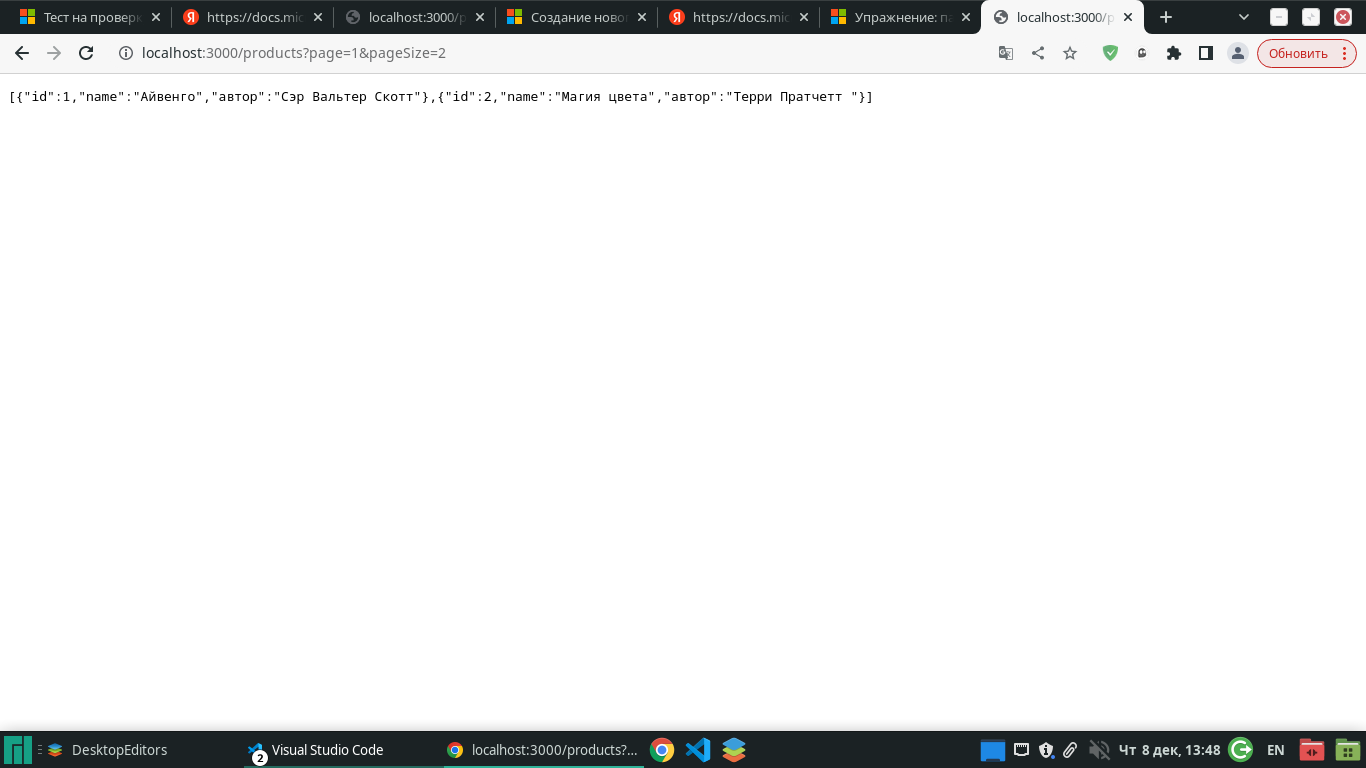 Тест на проверк
https://docs.mic
localhost:3000/p
Создание ново
https://docs.mic
Упражнение: па
localhost:3000/p
localhost:3000/products?page=1&pageSize=2
Обновить
[{"id":1,"name":"Айвенго","автор":"Сэр Вальтер Скотт"},{"id":2,"name":"Магия цвета","автор":"Терри Пратчетт "}]
DesktopEditors
2
Visual Studio Code
localhost:3000/products?...
Чт 8 дек, 13:48
EN